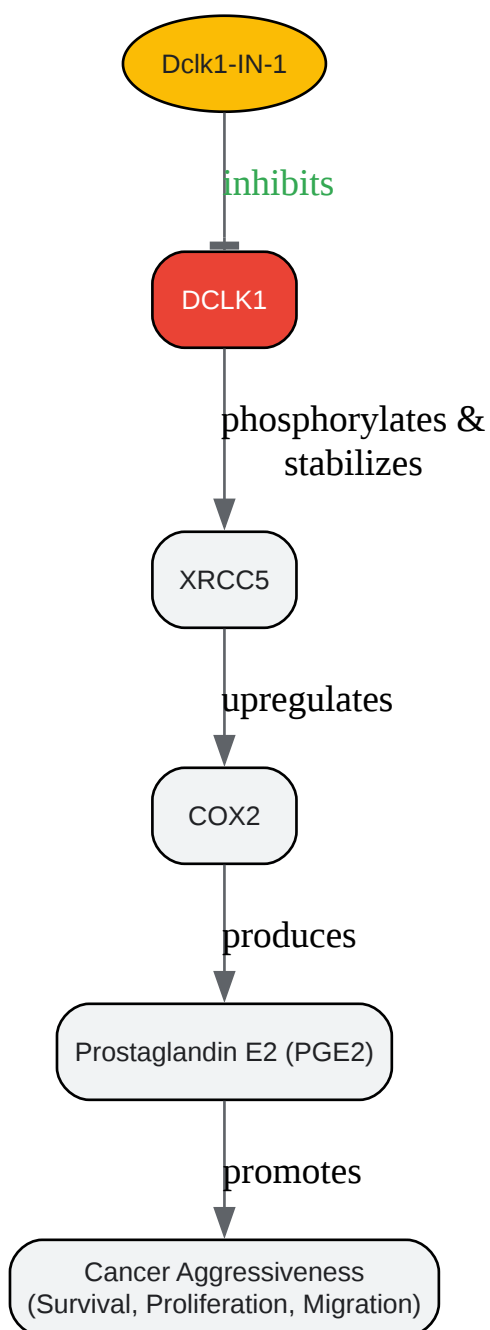 Dclk1-IN-1
inhibits
DCLK1
phosphorylates &
stabilizes
XRCC5
upregulates
COX2
produces
Prostaglandin E2 (PGE2)
promotes
Cancer Aggressiveness
(Survival, Proliferation, Migration)